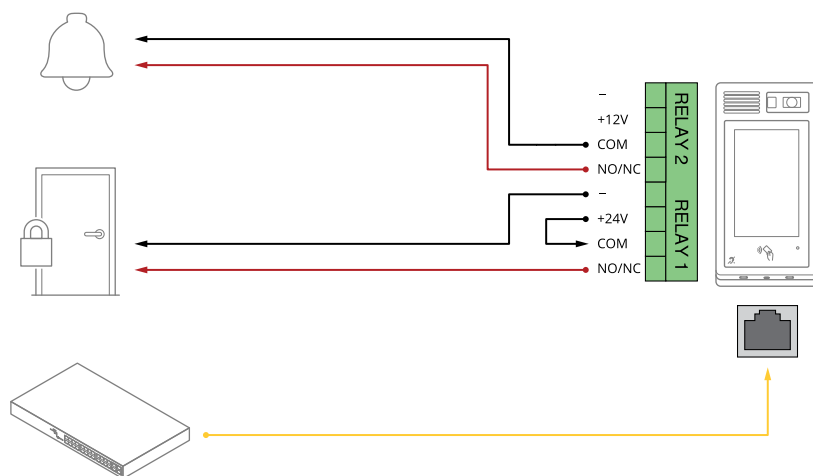 –
+12V
COM
NO/NC
–
+24V
COM
NO/NC
RELAY 2
RELAY 1